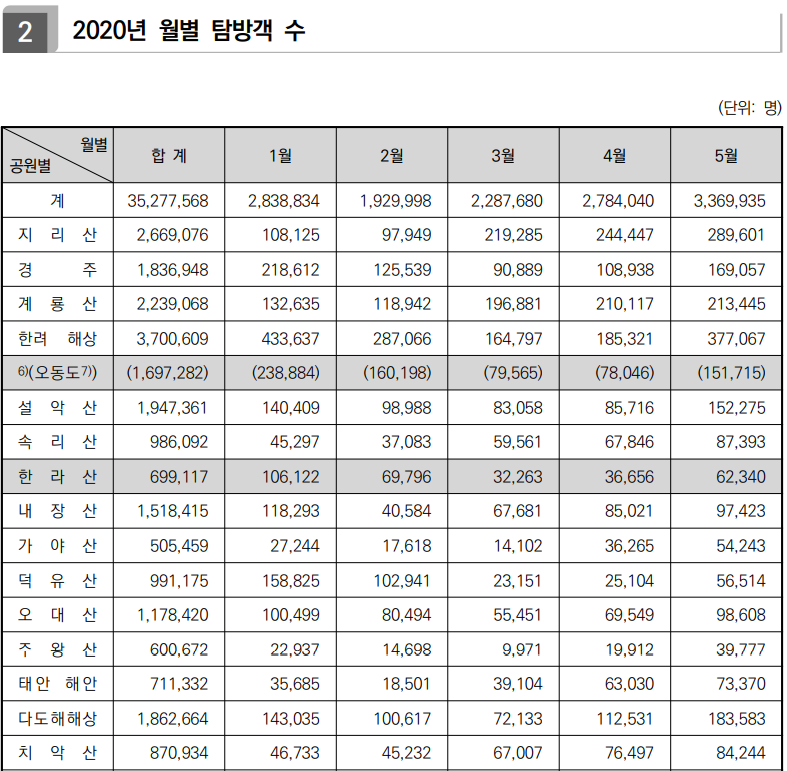 2 2020년 월별 탐방객 수
(단위: 명)
월별 공원별 합 계 1월 2월 3월 4월 5월
계 35,277,568 2,838,834 1,929,998 2,287,680 2,784,040 3,369,935
지 리 산 2,669,076 108,125 97,949 219,285 244,447 289,601
경 주 1,836,948 218,612 125,539 90,889 108,938 169,057
계 룡 산 2,239,068 132,635 118,942 196,881 210,117 213,445
한려 해상 3,700,609 433,637 287,066 164,797 185,321 377,067
6)(오동도7)) (1,697,282) (238,884) (160,198) (79,565) (78,046) (151,715)
설 악 산 1,947,361 140,409 98,988 83,058 85,716 152,275
속 리 산 986,092 45,297 37,083 59,561 67,846 87,393
한 라 산 699,117 106,122 69,796 32,263 36,656 62,340
내 장 산 1,518,415 118,293 40,584 67,681 85,021 97,423
가 야 산 505,459 27,244 17,618 14,102 36,265 54,243
덕 유 산 991,175 158,825 102,941 23,151 25,104 56,514
오 대 산 1,178,420 100,499 80,494 55,451 69,549 98,608
주 왕 산 600,672 22,937 14,698 9,971 19,912 39,777
태안 해안 711,332 35,685 18,501 39,104 63,030 73,370
다도해해상 1,862,664 143,035 100,617 72,133 112,531 183,583
치 악 산 870,934 46,733 45,232 67,007 76,497 84,244